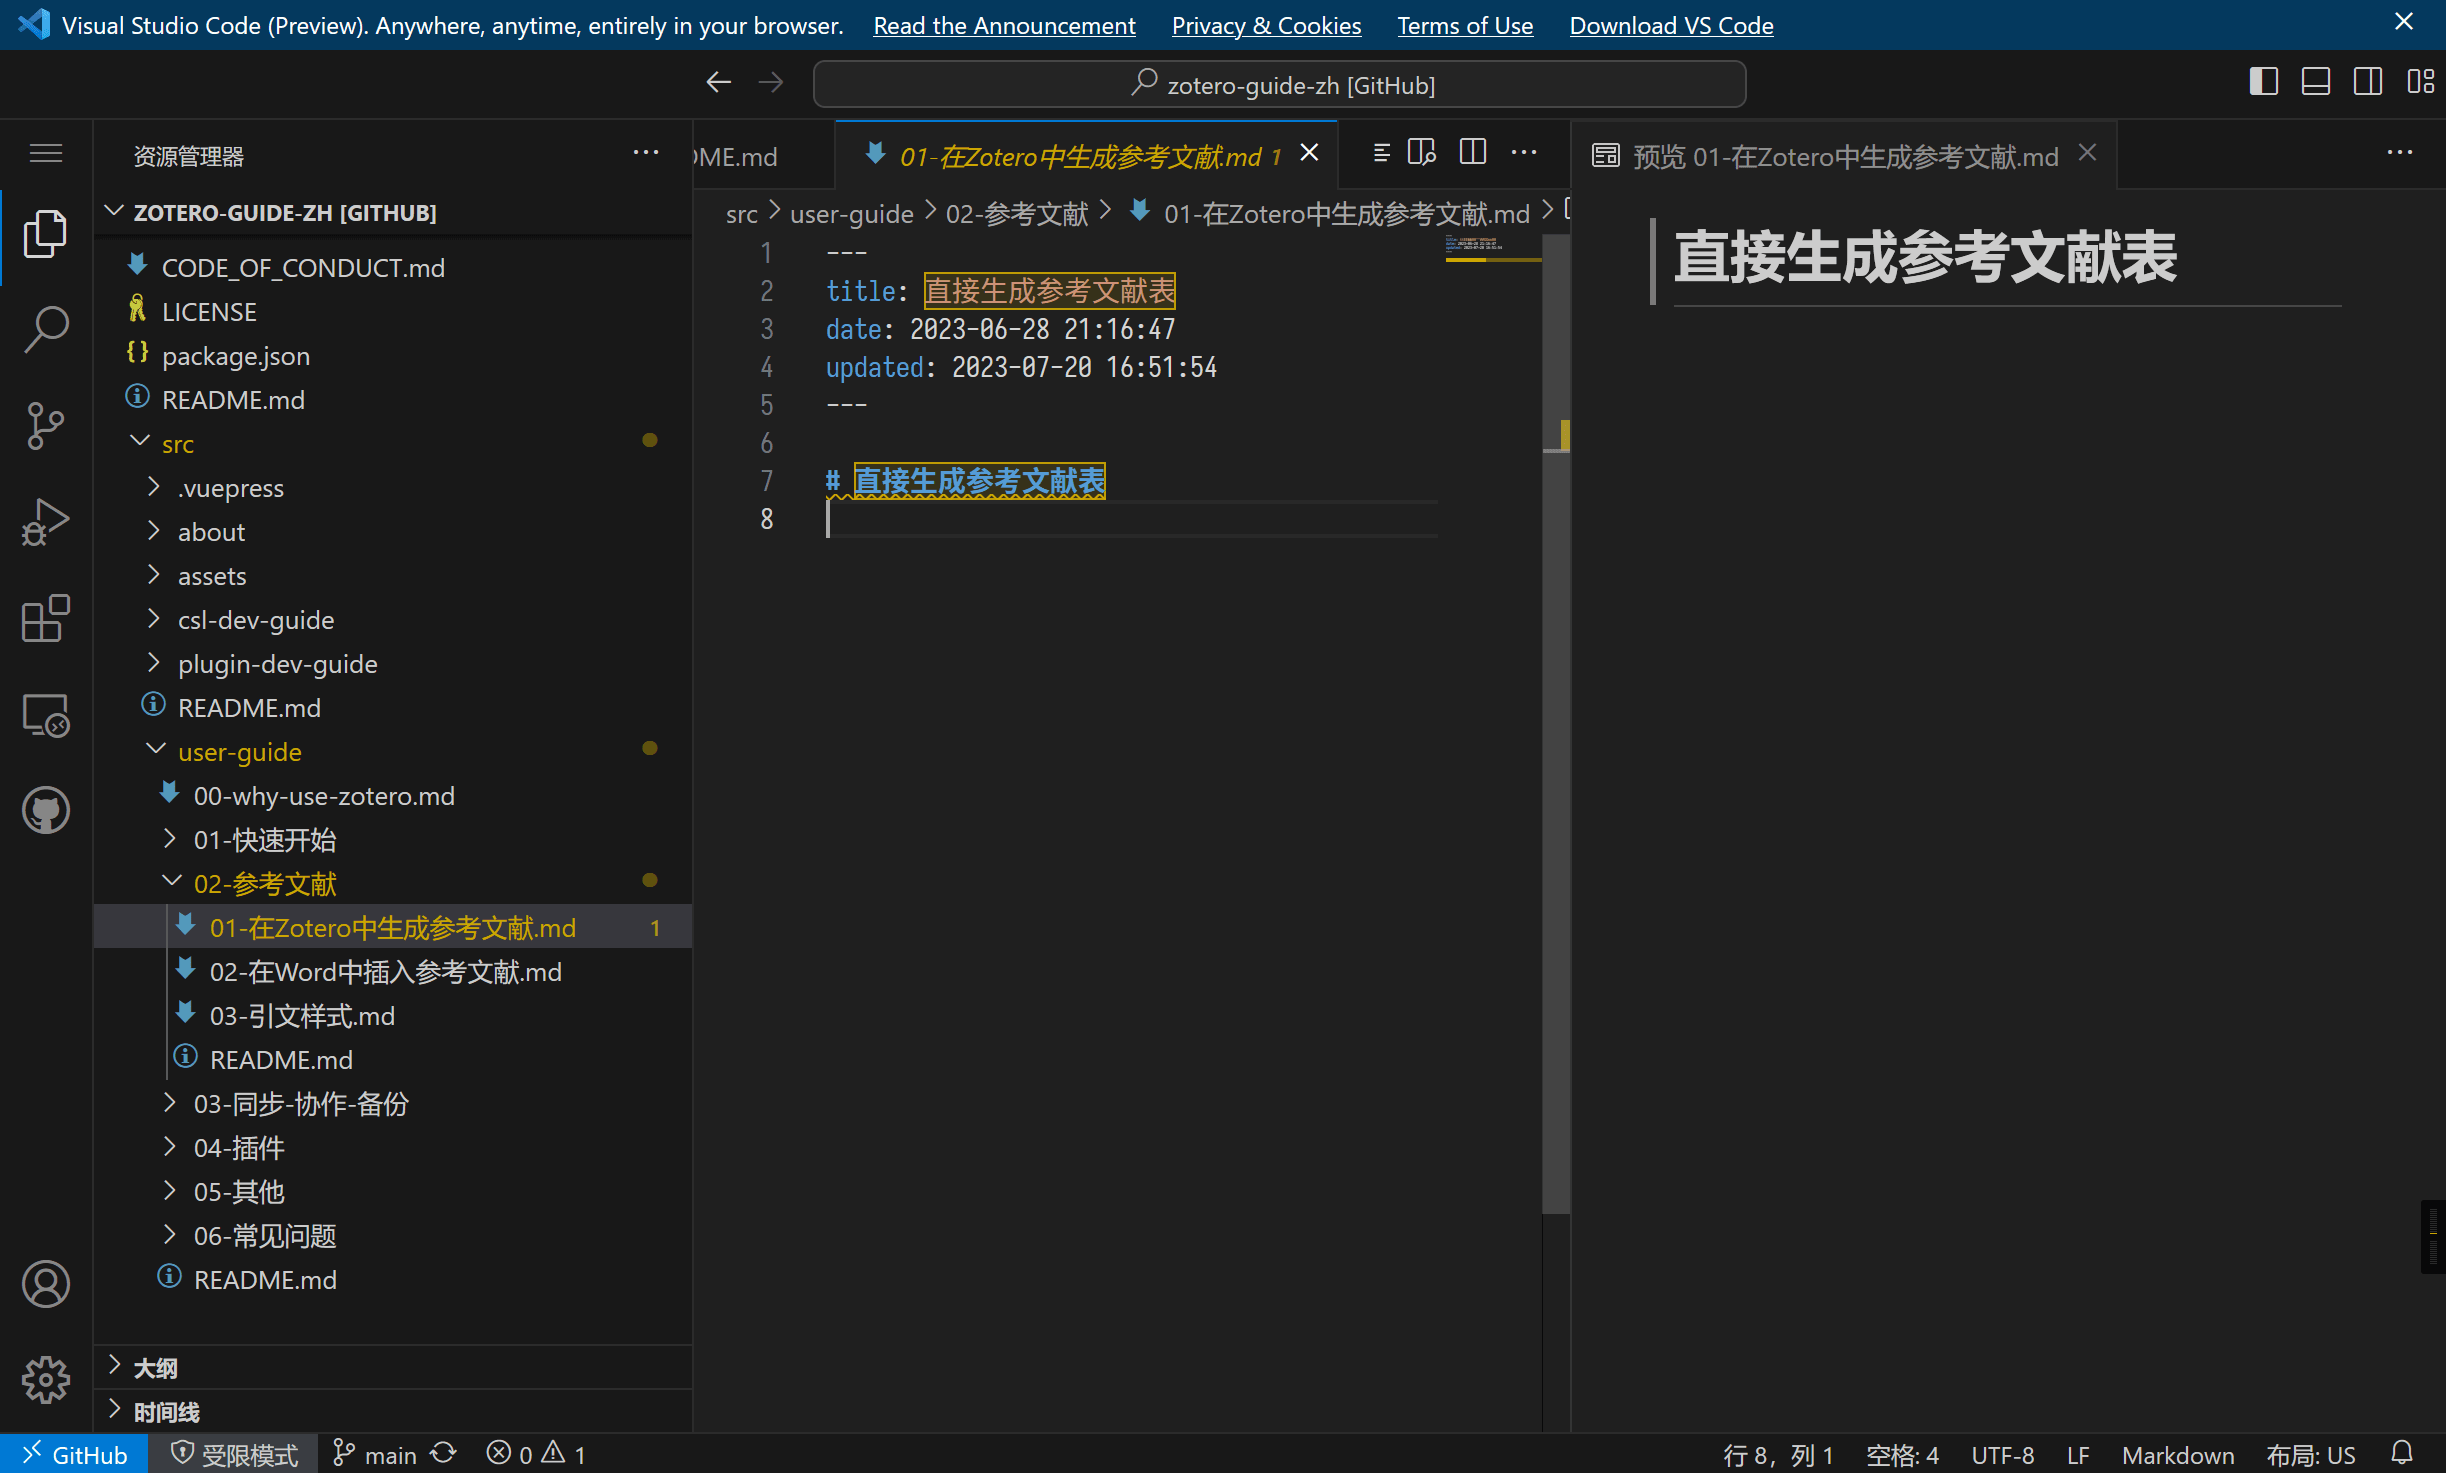 Visual Studio Code (Preview). Anywhere, anytime, entirely in your browser. Read the Announcement Privacy & Cookies Terms of Use Download VS Code
zotero-guide-zh [GitHub]
资源管理器
ZOTERO-GUIDE-ZH [GITHUB]
CODE_OF_CONDUCT.md
LICENSE
package.json
README.md
src
.vuepress
about
assets
csl-dev-guide
plugin-dev-guide
README.md
user-guide
00-why-use-zotero.md
01-快速开始
02-参考文献
01-在Zotero中生成参考文献.md 1
02-在Word中插入参考文献.md
03-引文样式.md
README.md
03-同步-协作-备份
04-插件
05-其他
06-常见问题
README.md
大纲
时间线
ME.md
01-在Zotero中生成参考文献.md 1
src > user-guide > 02-参考文献 > 01-在Zotero中生成参考文献.md >
1 ---
2 title: 直接生成参考文献表
3 date: 2023-06-28 21:16:47
4 updated: 2023-07-20 16:51:54
5 ---
6
7 # 直接生成参考文献表
8
预览 01-在Zotero中生成参考文献.md
直接生成参考文献表
GitHub 受限模式 main 0 1 行 8，列 1 空格: 4 UTF-8 LF Markdown 布局: US